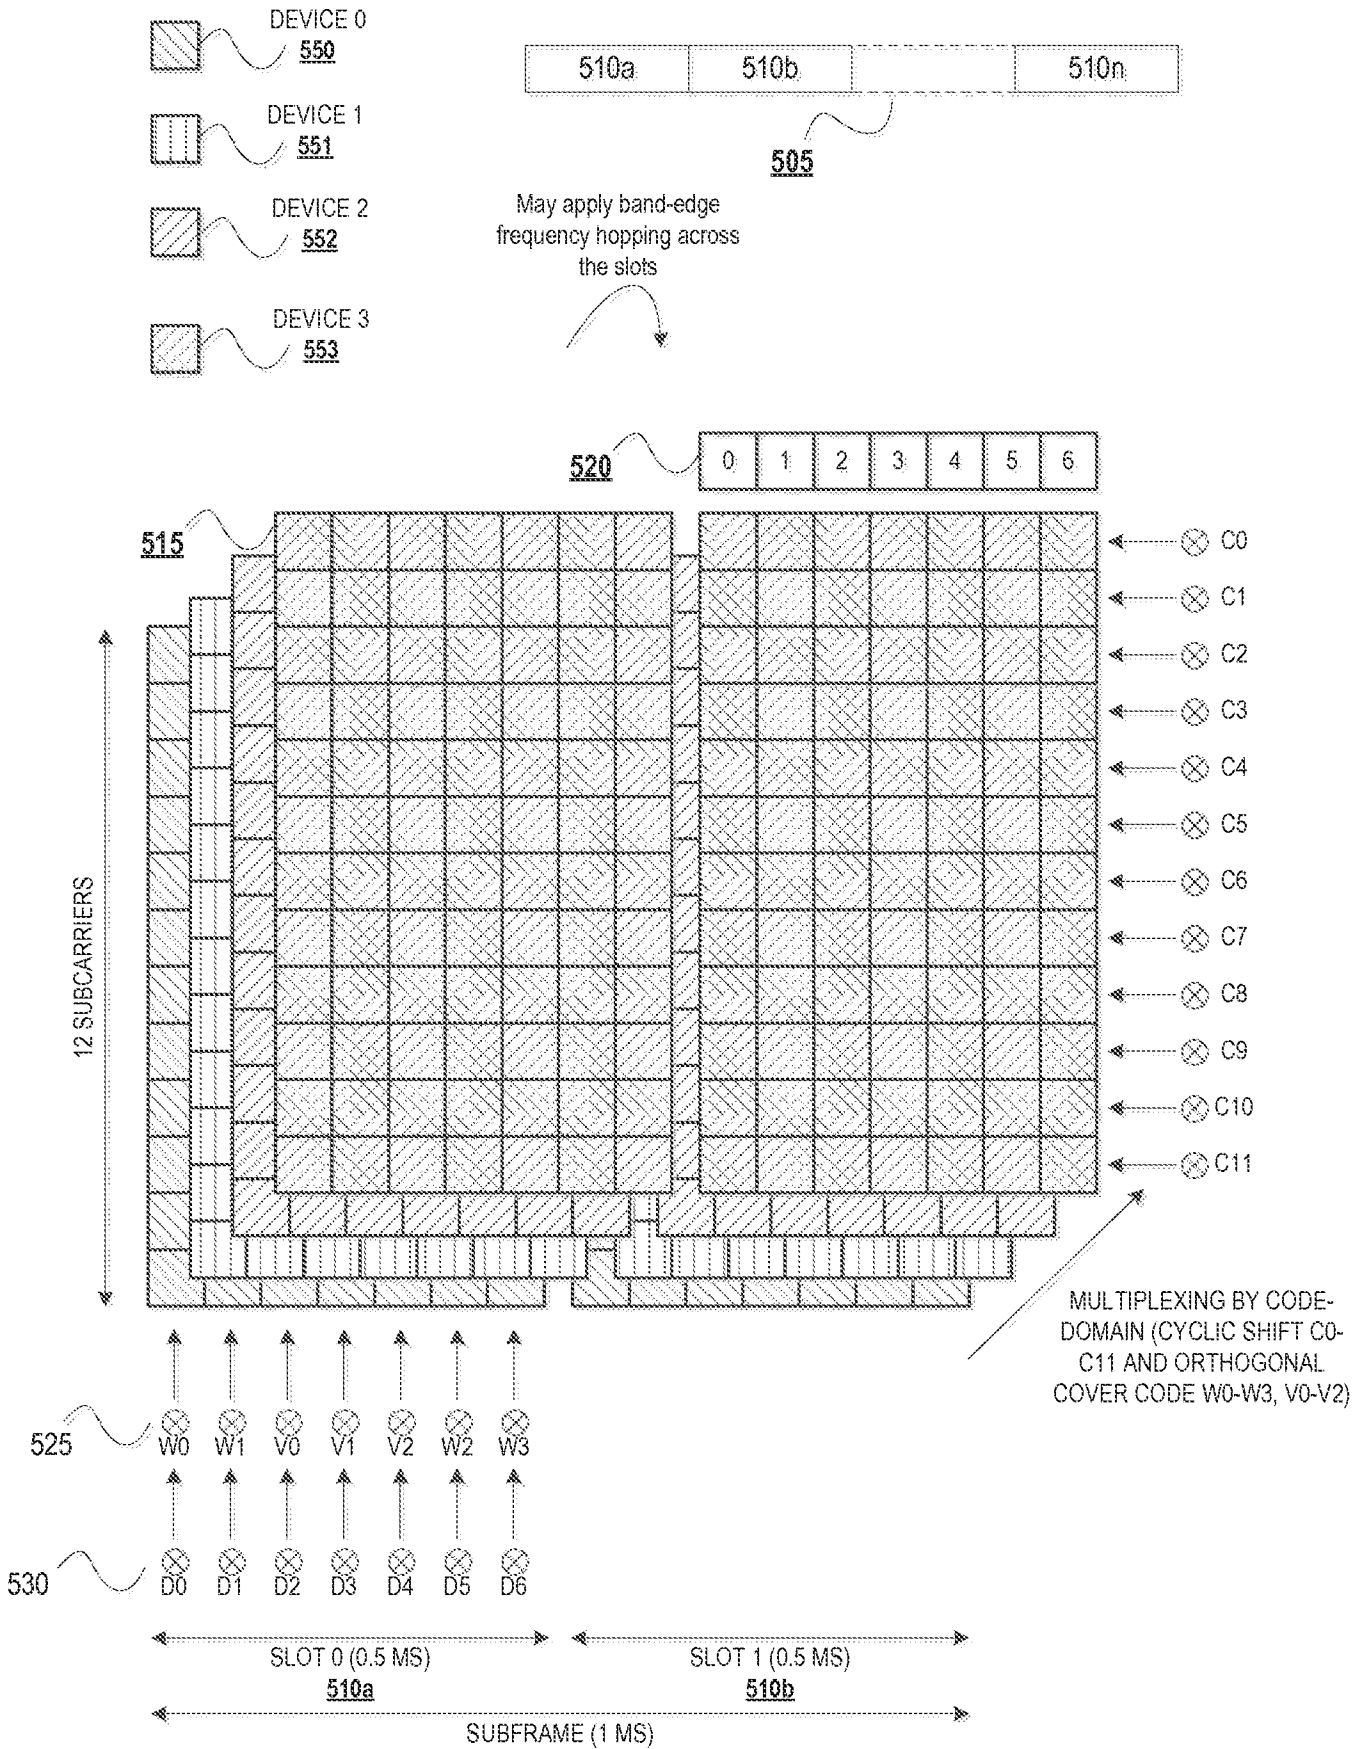 DEVICE 0
550
510a 510b 510n
505
DEVICE 1
551
DEVICE 2
552
May apply band-edge
frequency hopping across
the slots
DEVICE 3
553
520
0 1 2 3 4 5 6
515
C0
C1
C2
C3
C4
C5
C6
C7
C8
C9
C10
C11
12 SUBCARRIERS
MULTIPLEXING BY CODE-
DOMAIN (CYCLIC SHIFT C0-
C11 AND ORTHOGONAL
COVER CODE W0-W3, V0-V2)
525
W0 W1 V0 V1 V2 W2 W3
530
D0 D1 D2 D3 D4 D5 D6
SLOT 0 (0.5 MS)
510a
SLOT 1 (0.5 MS)
510b
SUBFRAME (1 MS)